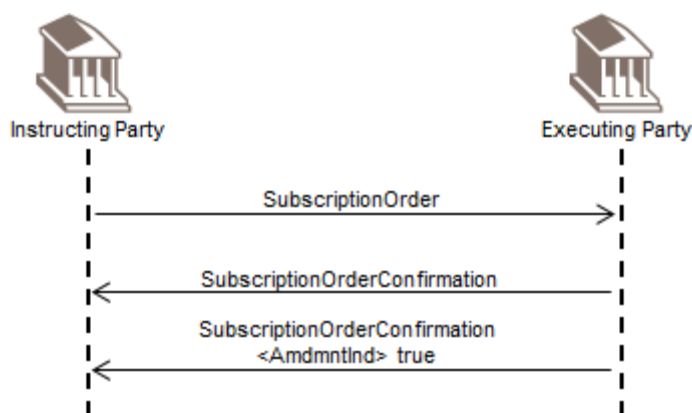 Instructing Party
Executing Party
SubscriptionOrder
SubscriptionOrderConfirmation
SubscriptionOrderConfirmation
<AmdmntInd> true